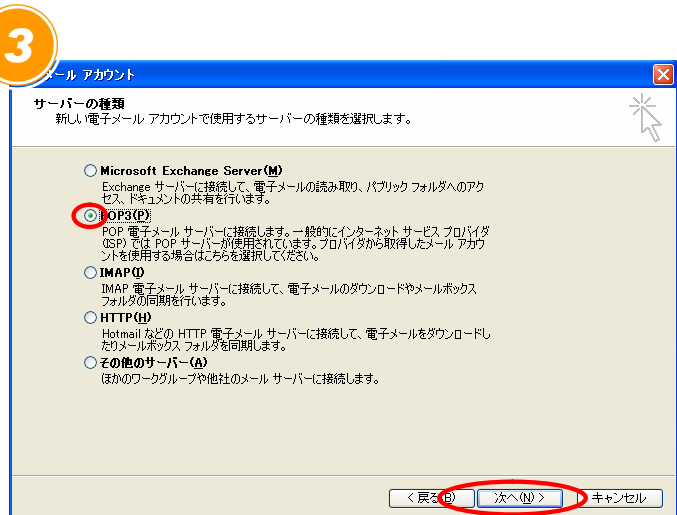 3
メール アカウント
サーバーの種類
新しい電子メール アカウントで使用するサーバーの種類を選択します。
Microsoft Exchange Server(M)
Exchange サーバーに接続して、電子メールの読み取り、パブリック フォルダへのアク
セス、ドキュメントの共有を行います。
POP3(P)
POP 電子メール サーバーに接続します。一般的にインターネット サービス プロバイダ
(ISP) では POP サーバーが使用されています。プロバイダから取得したメール アカウ
ントを使用する場合はこちらを選択してください。
IMAP(I)
IMAP 電子メール サーバーに接続して、電子メールのダウンロードやメールボックス
フォルダの同期を行います。
HTTP(H)
Hotmail などの HTTP 電子メール サーバーに接続して、電子メールをダウンロードし
たりメールボックス フォルダを同期します。
その他のサーバー(A)
ほかのワークグループや他社のメール サーバーに接続します。
< 戻る(B) 次へ(N) > キャンセル